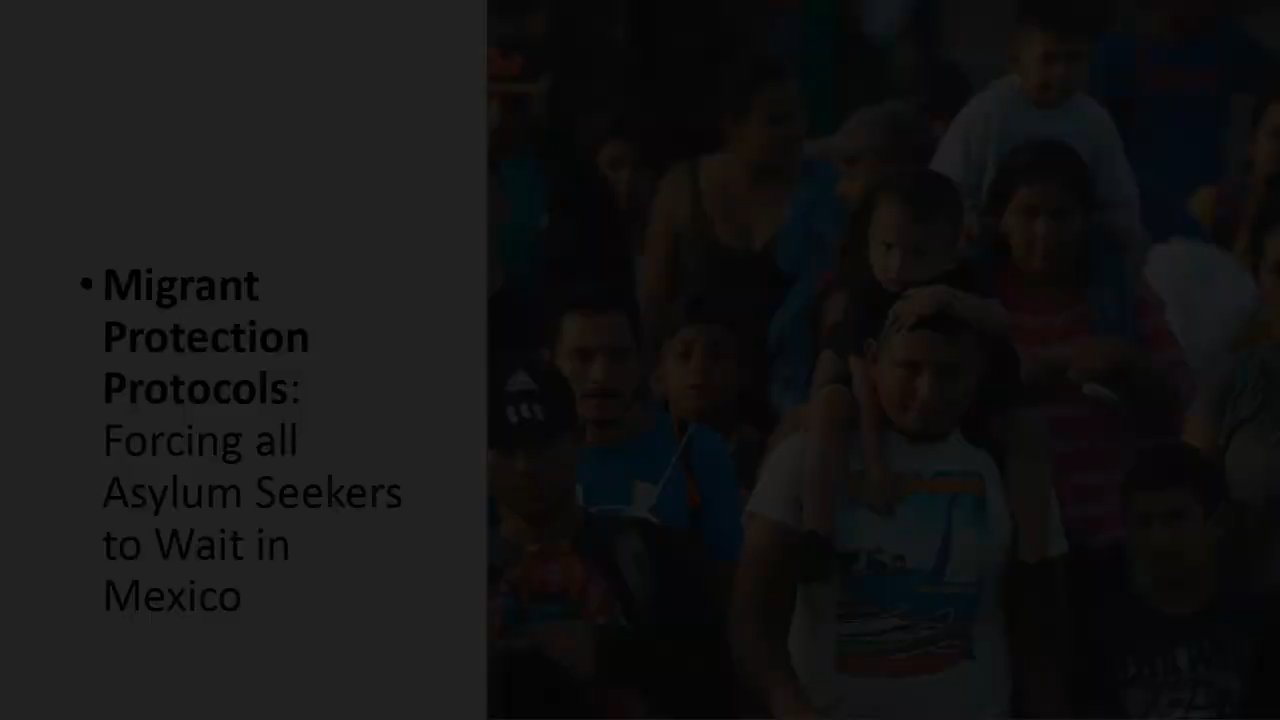 • Migrant
Protection
Protocols:
Forcing all
Asylum Seekers
to Wait in
Mexico